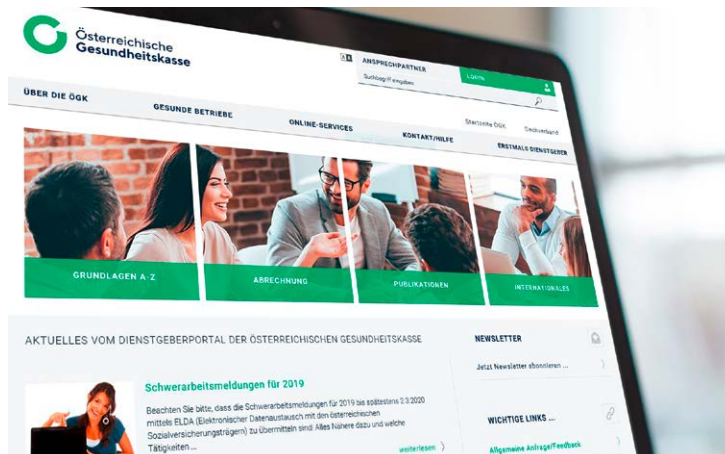 Österreichische
Gesundheitskasse
ANSPRECHPARTNER
LOGIN
Suchbegriff eingeben
Startseite ÖGK
Dachverband
ÜBER DIE ÖGK
GESUNDE BETRIEBE
ONLINE-SERVICES
KONTAKT/HILFE
ERSTMALS DIENSTGEBER
GRUNDLAGEN A-Z
ABRECHNUNG
PUBLIKATIONEN
INTERNATIONALES
AKTUELLES VOM DIENSTGEBERPORTAL DER ÖSTERREICHISCHEN GESUNDHEITSKASSE
Schwerarbeitsmeldungen für 2019
Beachten Sie bitte, dass die Schwerarbeitsmeldungen für 2019 bis spätestens 2.3.2020
mittels ELDA (Elektronischer Datenaustausch mit den österreichischen
Sozialversicherungsträgern) zu übermitteln sind. Alles Nähere dazu und welche
Tätigkeiten ...
weiterlesen
NEWSLETTER
Jetzt Newsletter abonnieren ...
WICHTIGE LINKS ...
Allgemeine Anfrage/Feedback